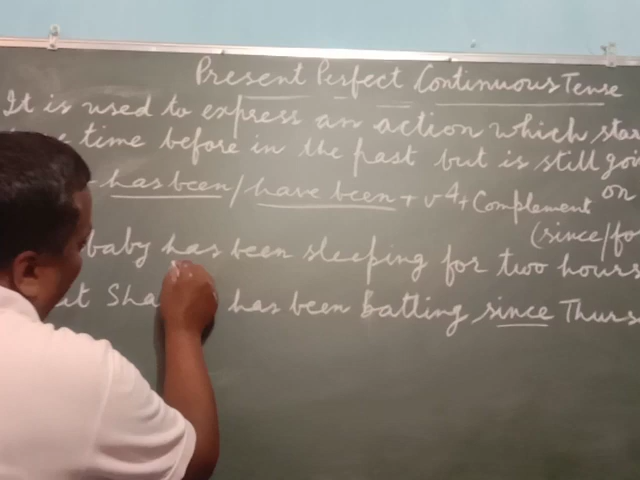 Present Perfect Continuous Tense
It is used to express an action which star
time before in the past but is still goi
on
has been / have been + v4 + Complement
(since/fo
baby has been sleeping for two hours
Sha has been batting since Thurs